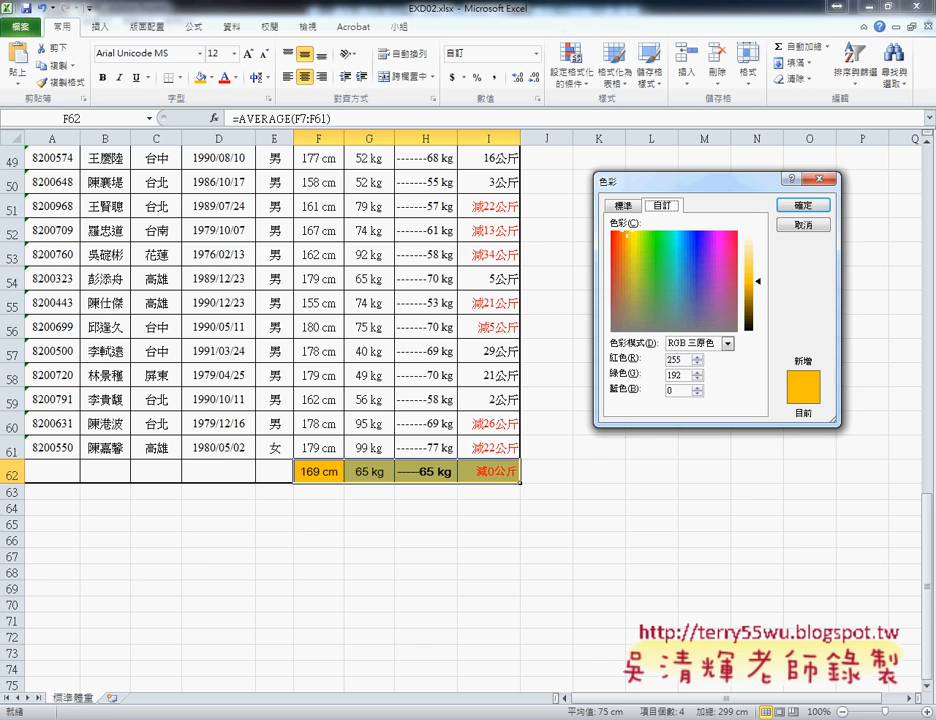 EXD02.xlsx - Microsoft Excel
檔案 常用 插入 版面配置 公式 資料 校閱 檢視 Acrobat 小組
貼上 剪下 複製 複製格式 剪貼簿
Arial Unicode MS 12 B I U 字型
自動換列 跨欄置中 對齊方式
自訂 $ % , 數值
設定格式化的條件 格式化為表格 儲存格樣式 樣式
插入 刪除 格式 儲存格
Σ 自動加總 填滿 清除 排序與篩選 尋找與選取 編輯
F62 fx =AVERAGE(F7:F61)
A B C D E F G H I J K L M N O P Q
49 8200574 王慶陸 台中 1990/08/10 男 177 cm 52 kg -------68 kg 16公斤
50 8200648 陳襄堤 台北 1986/10/17 男 158 cm 52 kg -------55 kg 3公斤
51 8200968 王賢聰 台北 1989/07/24 男 161 cm 79 kg -------57 kg 減22公斤
52 8200709 羅忠道 台南 1979/10/07 男 167 cm 74 kg -------61 kg 減13公斤
53 8200760 吳礎彬 花蓮 1976/02/13 男 162 cm 92 kg -------58 kg 減34公斤
54 8200323 彭添舟 高雄 1989/12/23 男 179 cm 65 kg -------70 kg 5公斤
55 8200443 陳仕傑 高雄 1990/12/23 男 155 cm 74 kg -------53 kg 減21公斤
56 8200699 邱逢久 台中 1990/05/11 男 180 cm 75 kg -------70 kg 減5公斤
57 8200500 李軾遠 台中 1991/03/24 男 178 cm 40 kg -------69 kg 29公斤
58 8200720 林景穜 屏東 1979/04/25 男 179 cm 49 kg -------70 kg 21公斤
59 8200791 李貴馥 台北 1990/10/11 男 162 cm 56 kg -------58 kg 2公斤
60 8200631 陳港波 台中 1979/12/16 男 178 cm 95 kg -------69 kg 減26公斤
61 8200550 陳嘉馨 高雄 1980/05/02 女 179 cm 99 kg -------77 kg 減22公斤
62 169 cm 65 kg -------65 kg 減0公斤
63
64
65
66
67
68
69
70
71
72
73
74
75
色彩
標準 自訂 確定
取消
色彩(C):
色彩模式(D): RGB 三原色
紅色(R): 255
綠色(G): 192
藍色(B): 0
新增
目前
http://terry55wu.blogspot.tw
吳清輝老師錄製
標準體重
就緒 平均值: 75 cm 項目個數: 4 加總: 299 cm 100%